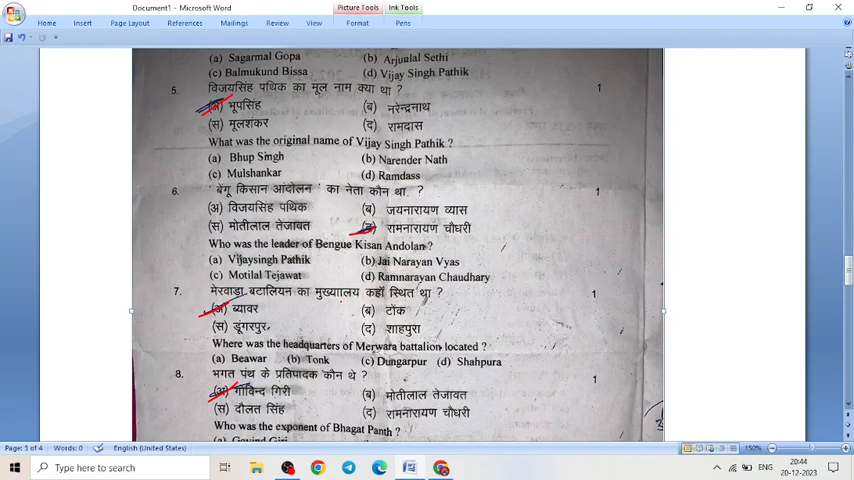 Document1 - Microsoft Word
Picture Tools
Ink Tools
Home
Insert
Page Layout
References
Mailings
Review
View
Format
Pens
(a) Sagarmal Gopa (b) Arjunlal Sethi
(c) Balmukund Bissa (d) Vijay Singh Pathik
5. विजयसिंह पथिक का मूल नाम क्या था ? 1
(अ) भूपसिंह (ब) नरेन्द्रनाथ
(स) मूलशंकर (द) रामदास
What was the original name of Vijay Singh Pathik ?
(a) Bhup Singh (b) Narender Nath
(c) Mulshankar (d) Ramdass
6. 'बेंगू किसान आंदोलन ' का नेता कौन था. ? 1
(अ) विजयसिंह पथिक (ब) जयनारायण व्यास
(स) मोतीलाल तेजावत (द) रामनारायण चौधरी
Who was the leader of Bengue Kisan Andolan ?
(a) Vijaysingh Pathik (b) Jai Narayan Vyas
(c) Motilal Tejawat (d) Ramnarayan Chaudhary
7. मेरवाड़ा बटालियन का मुख्याालय कहाँ स्थित था ? 1
(अ) ब्यावर (ब) टोंक
(स) डूंगरपुर (द) शाहपुरा
Where was the headquarters of Merwara battalion located ?
(a) Beawar (b) Tonk (c) Dungarpur (d) Shahpura
8. भगत पंथ के प्रतिपादक कौन थे ? 1
(अ) गोविन्द गिरी (ब) मोतीलाल तेजावत
(स) दौलत सिंह (द) रामनारायण चौधरी
Who was the exponent of Bhagat Panth ?
(a) Govind Giri
Page: 5 of 4
Words: 0
English (United States)
150%
Type here to search
ENG
20:44
20-12-2023